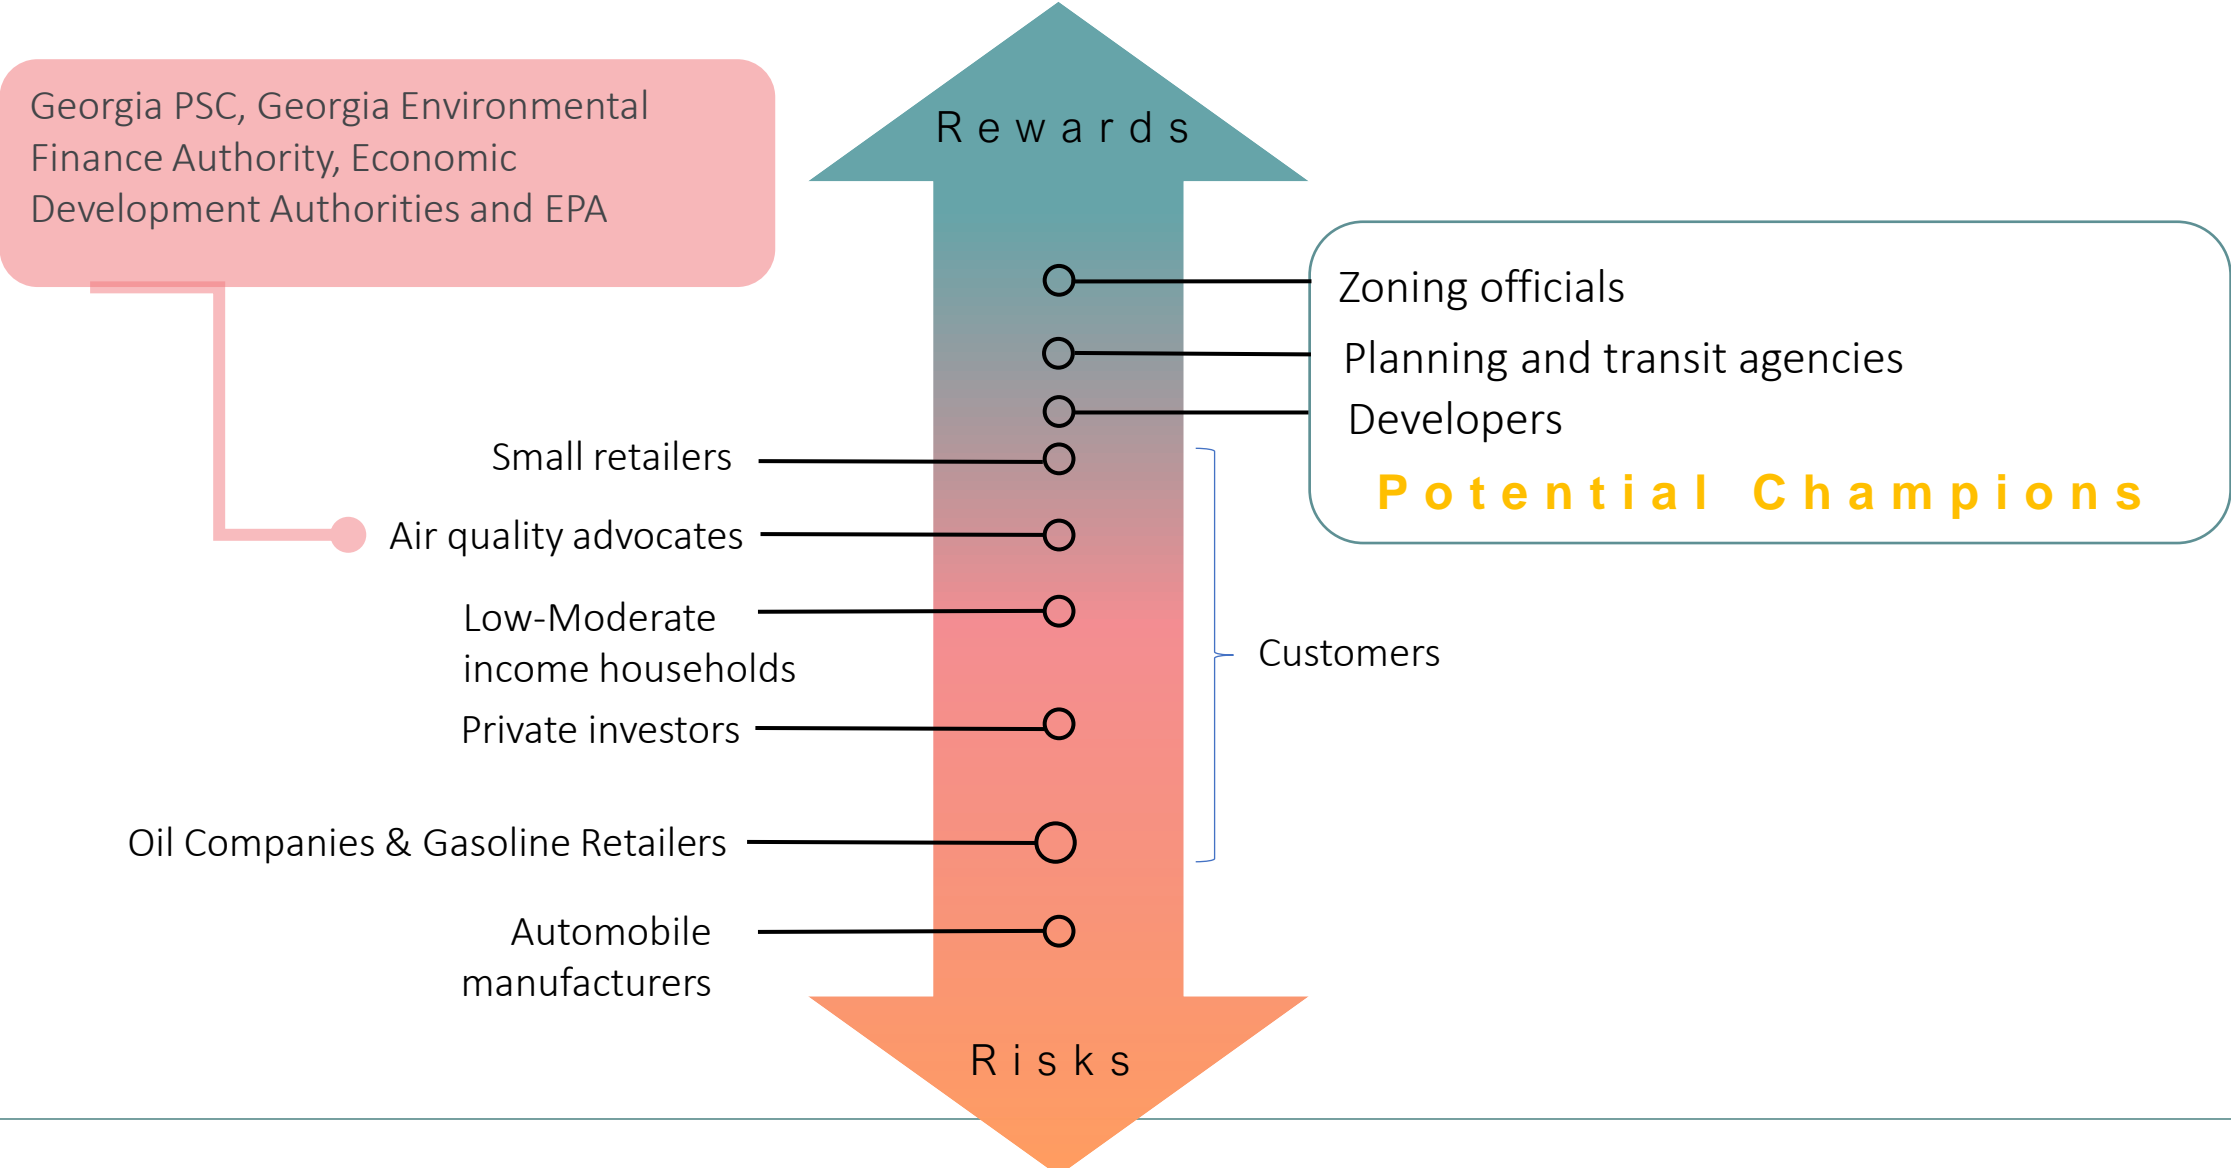 Rewards
Georgia PSC, Georgia Environmental
Finance Authority, Economic
Development Authorities and EPA
Zoning officials
Planning and transit agencies
Developers
Potential Champions
Small retailers
Air quality advocates
Low-Moderate
income households
Customers
Private investors
Oil Companies & Gasoline Retailers
Automobile
manufacturers
Risks